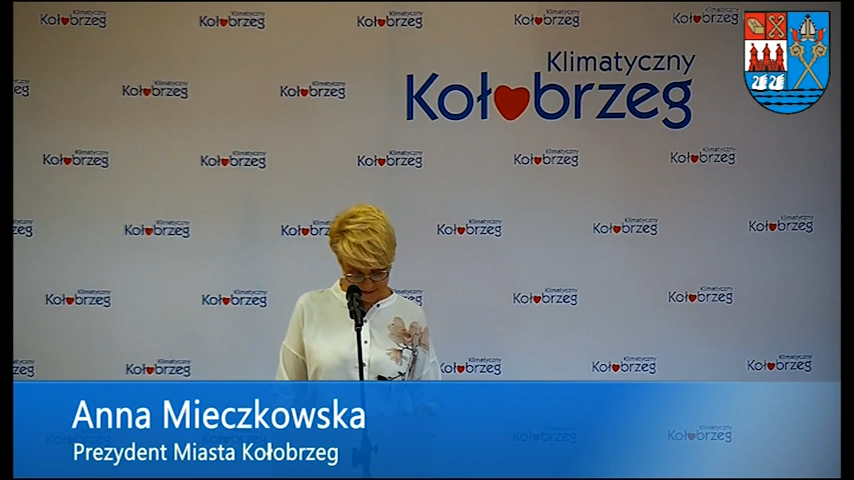 Klimatyczny
Kołobrzeg
Anna Mieczkowska
Prezydent Miasta Kołobrzeg